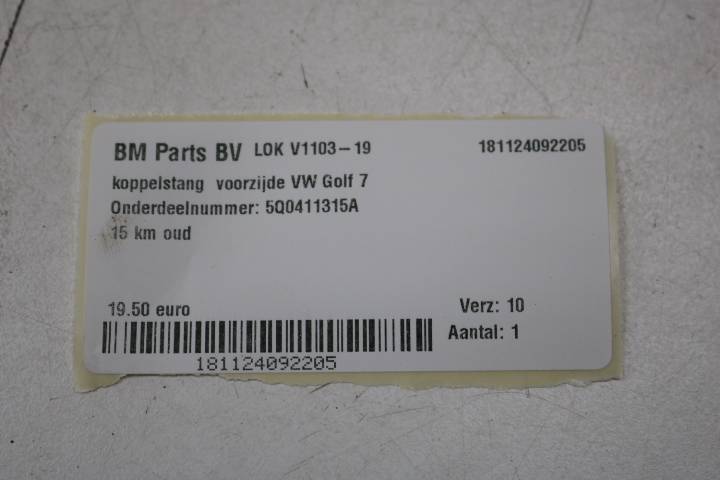 BM Parts BV LOK V1103-19 181124092205
koppelstang voorzijde VW Golf 7
Onderdeelnummer: 5Q0411315A
15 km oud
19.50 euro Verz: 10
Aantal: 1
181124092205